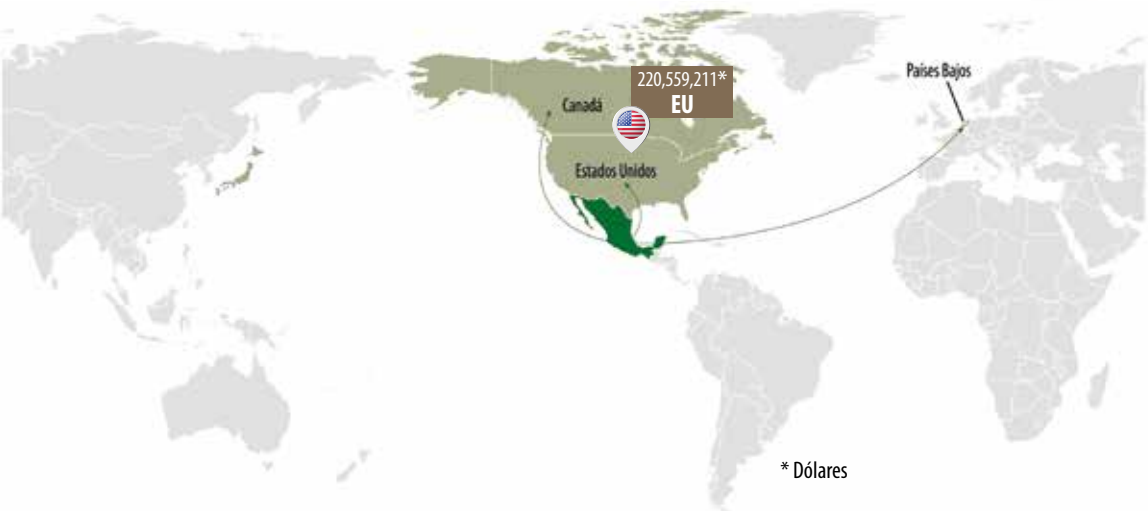 Países Bajos
220,559,211*
EU
Canadá
Estados Unidos
* Dólares